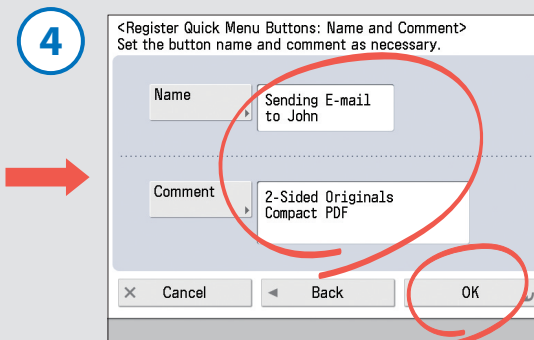 4
<Register Quick Menu Buttons: Name and Comment>
Set the button name and comment as necessary.
Name
Sending E-mail
to John
Comment
2-Sided Originals
Compact PDF
Cancel
Back
OK